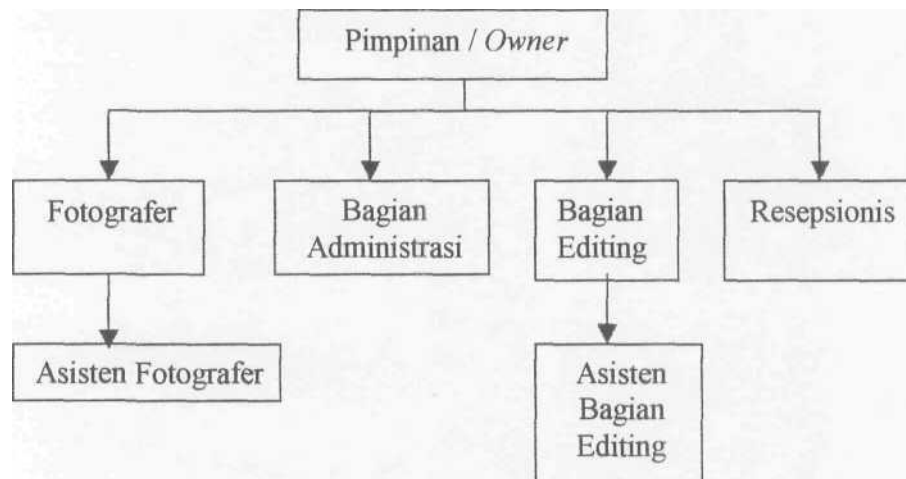 Pimpinan / Owner
Fotografer
Bagian
Administrasi
Bagian
Editing
Resepsionis
Asisten Fotografer
Asisten
Bagian
Editing